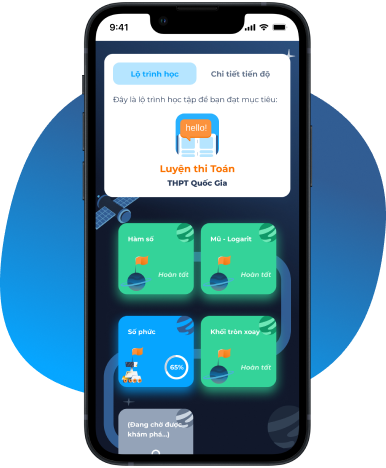 9:41
Lộ trình học
Chi tiết tiến độ
Đây là lộ trình học tập để bạn đạt mục tiêu:
hello!
Luyện thi Toán
THPT Quốc Gia
Hàm số
Hoàn tất
Mũ - Logarit
Hoàn tất
Số phức
65%
Khối tròn xoay
Hoàn tất
(Đang chờ được
khám phá...)